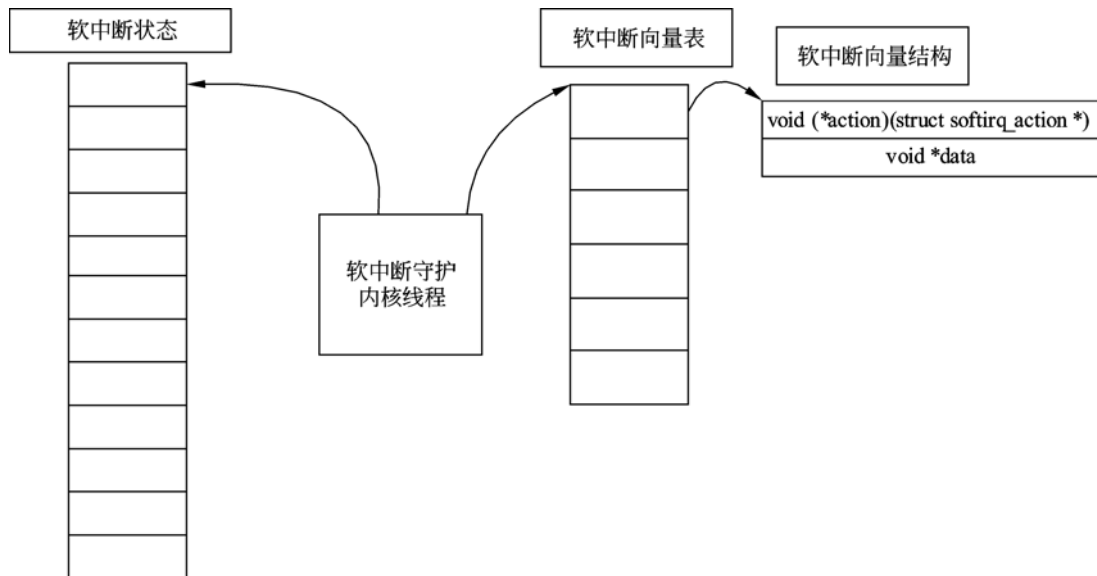 软中断状态
软中断向量表
软中断向量结构
void (*action)(struct softirq_action *)
void *data
软中断守护
内核线程